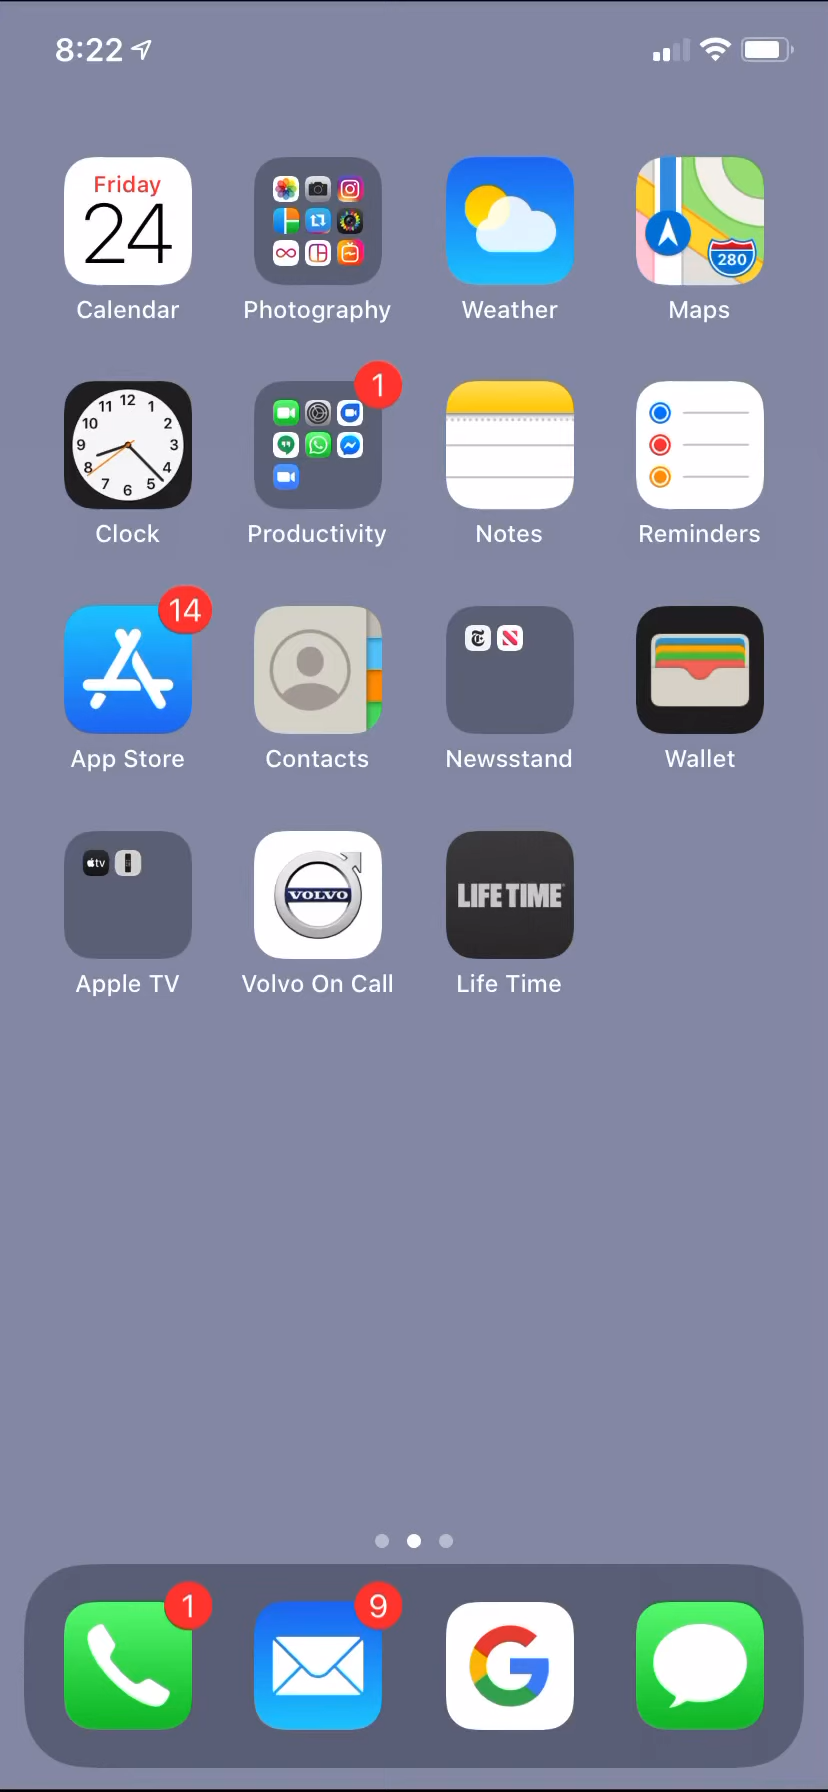 8:22
Friday
24
280
Calendar
Photography
Weather
Maps
1
12
11
1
10
2
9
3
8
4
7
5
6
Clock
Productivity
Notes
Reminders
14
App Store
Contacts
Newsstand
Wallet
tv
VOLVO
LIFE TIME
Apple TV
Volvo On Call
Life Time
1
9
G